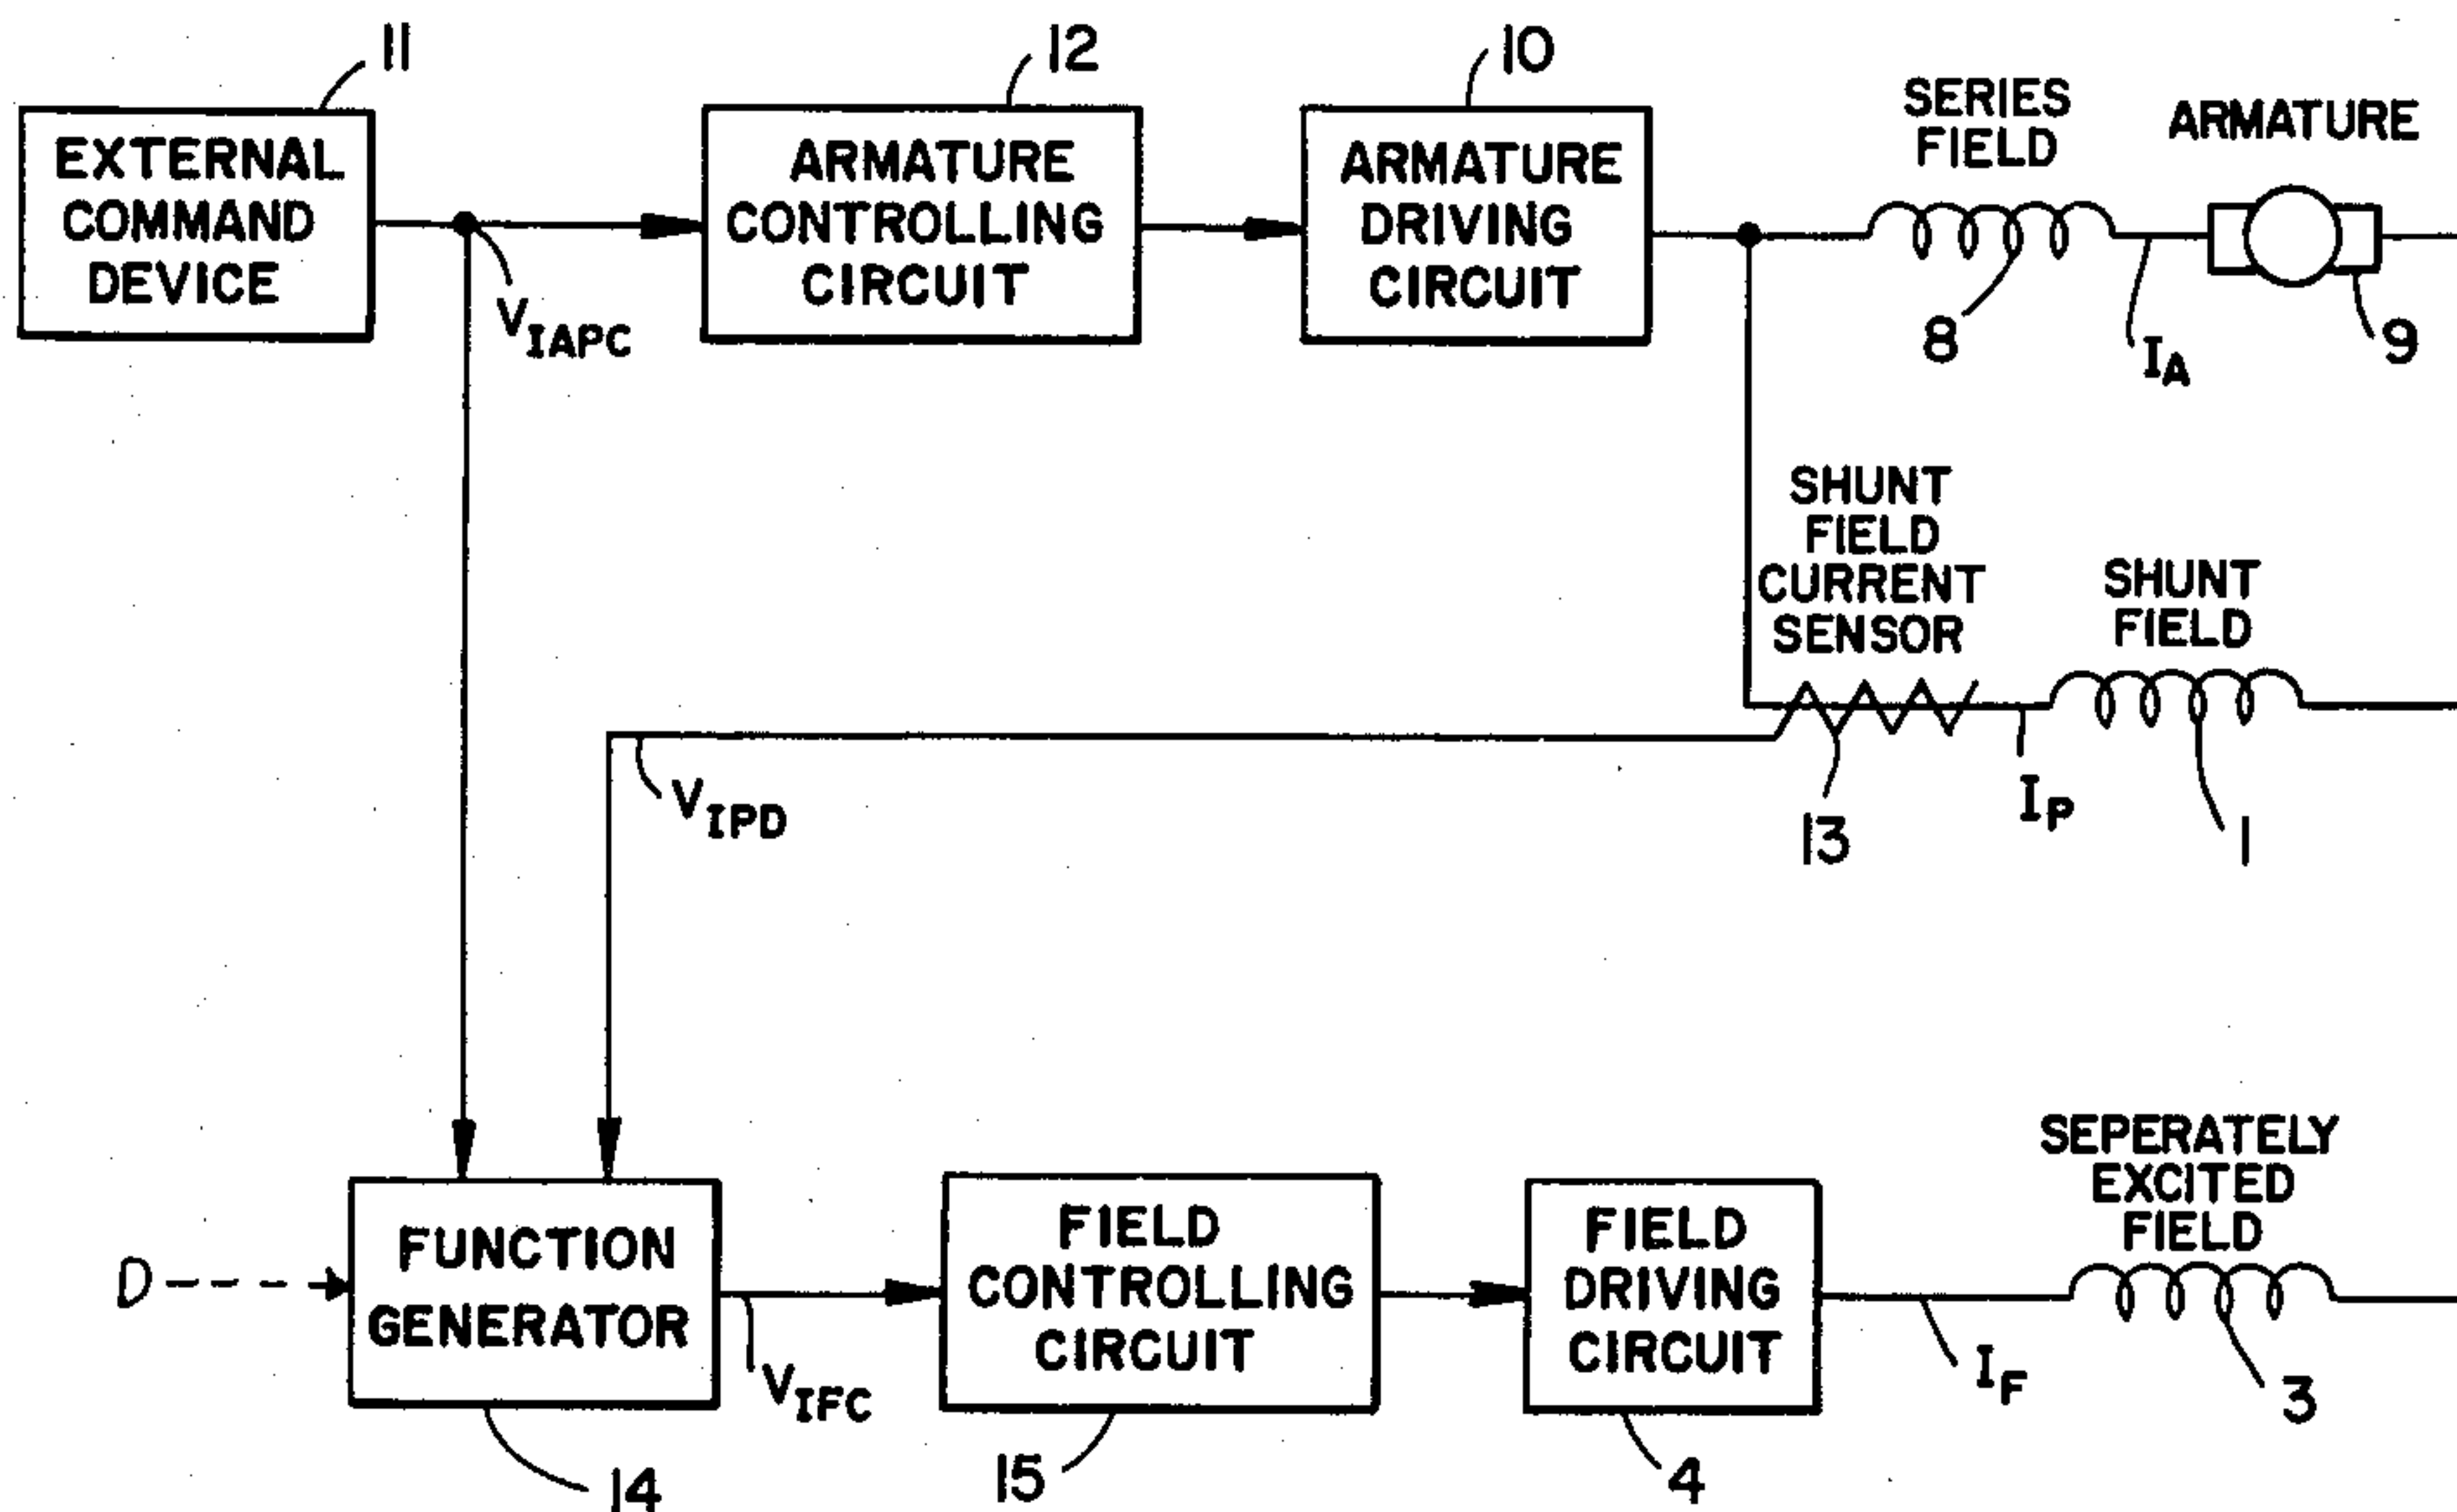 11
12
10
SERIES
FIELD
ARMATURE
EXTERNAL
COMMAND
DEVICE
ARMATURE
CONTROLLING
CIRCUIT
ARMATURE
DRIVING
CIRCUIT
VIAPC
8
IA
9
SHUNT
FIELD
CURRENT
SENSOR
SHUNT
FIELD
VIPD
13
IP
1
SEPERATELY
EXCITED
FIELD
D
FUNCTION
GENERATOR
FIELD
CONTROLLING
CIRCUIT
FIELD
DRIVING
CIRCUIT
VIFC
IF
3
14
15
4